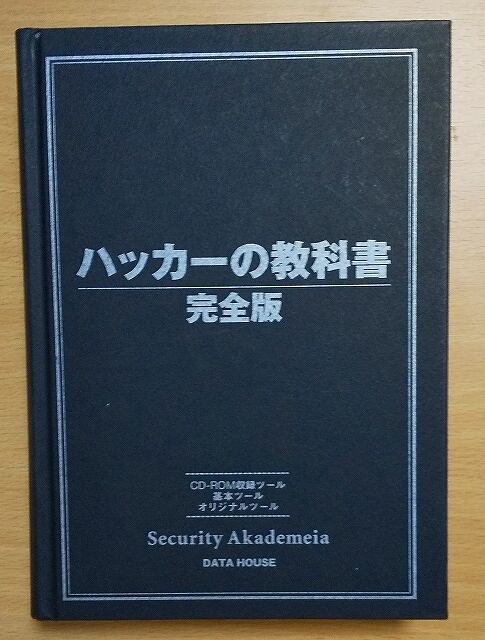 ハッカーの教科書
完全版
CD-ROM収録ツール
基本ツール
オリジナルツール
Security Akademeia
DATA HOUSE